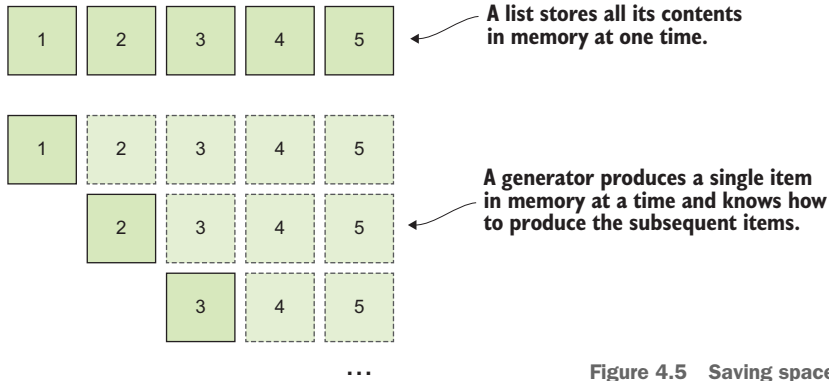 1 2 3 4 5
A list stores all its contents
in memory at one time.
1 2 3 4 5
2 3 4 5
A generator produces a single item
in memory at a time and knows how
to produce the subsequent items.
3 4 5
...
Figure 4.5 Saving space